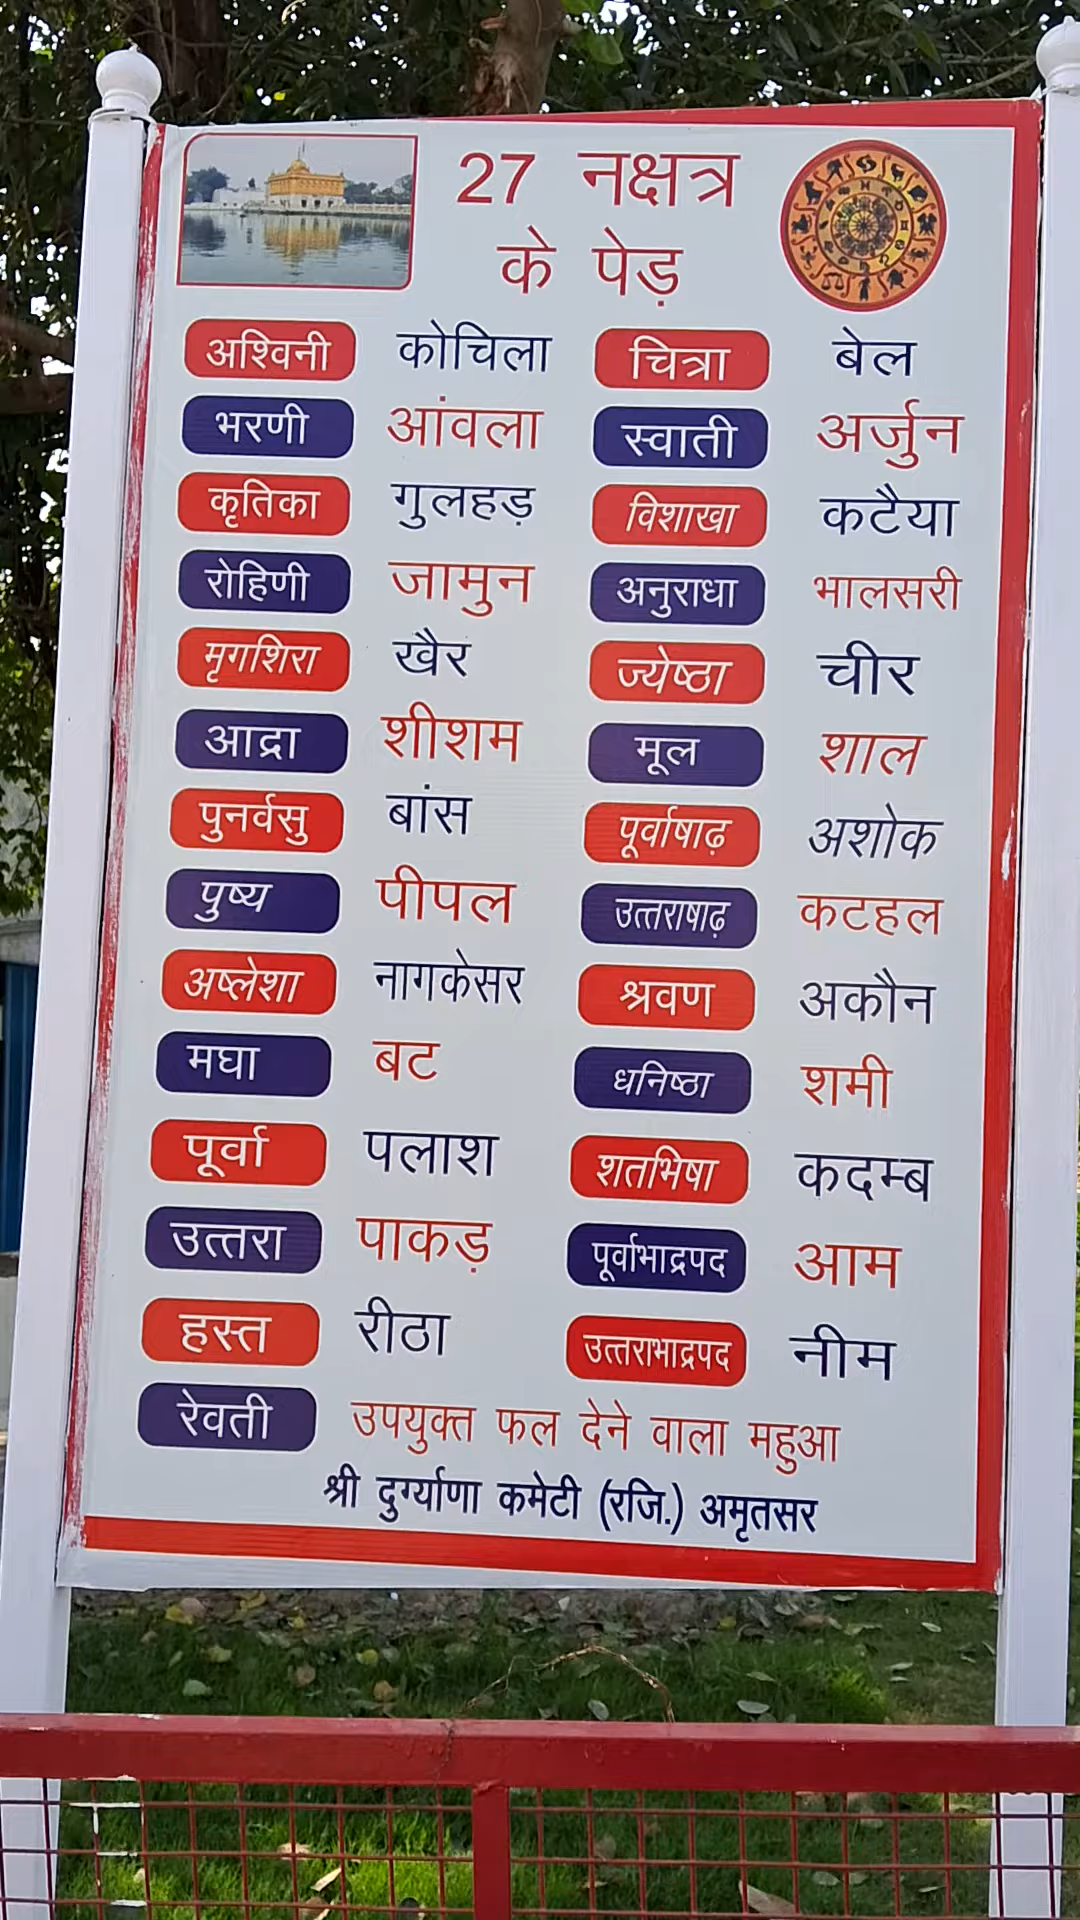 27 नक्षत्र
के पेड़
अश्विनी कोचिला चित्रा बेल
भरणी आंवला स्वाती अर्जुन
कृतिका गुलहड़ विशाखा कटैया
रोहिणी जामुन अनुराधा भालसरी
मृगशिरा खैर ज्येष्ठा चीर
आद्रा शीशम मूल शाल
पुनर्वसु बांस पूर्वाषाढ़ अशोक
पुष्य पीपल उत्तराषाढ़ कटहल
अष्लेशा नागकेसर श्रवण अकौन
मघा बट धनिष्ठा शमी
पूर्वा पलाश शतभिषा कदम्ब
उत्तरा पाकड़ पूर्वाभाद्रपद आम
हस्त रीठा उत्तराभाद्रपद नीम
रेवती उपयुक्त फल देने वाला महुआ
श्री दुर्ग्याणा कमेटी (रजि.) अमृतसर